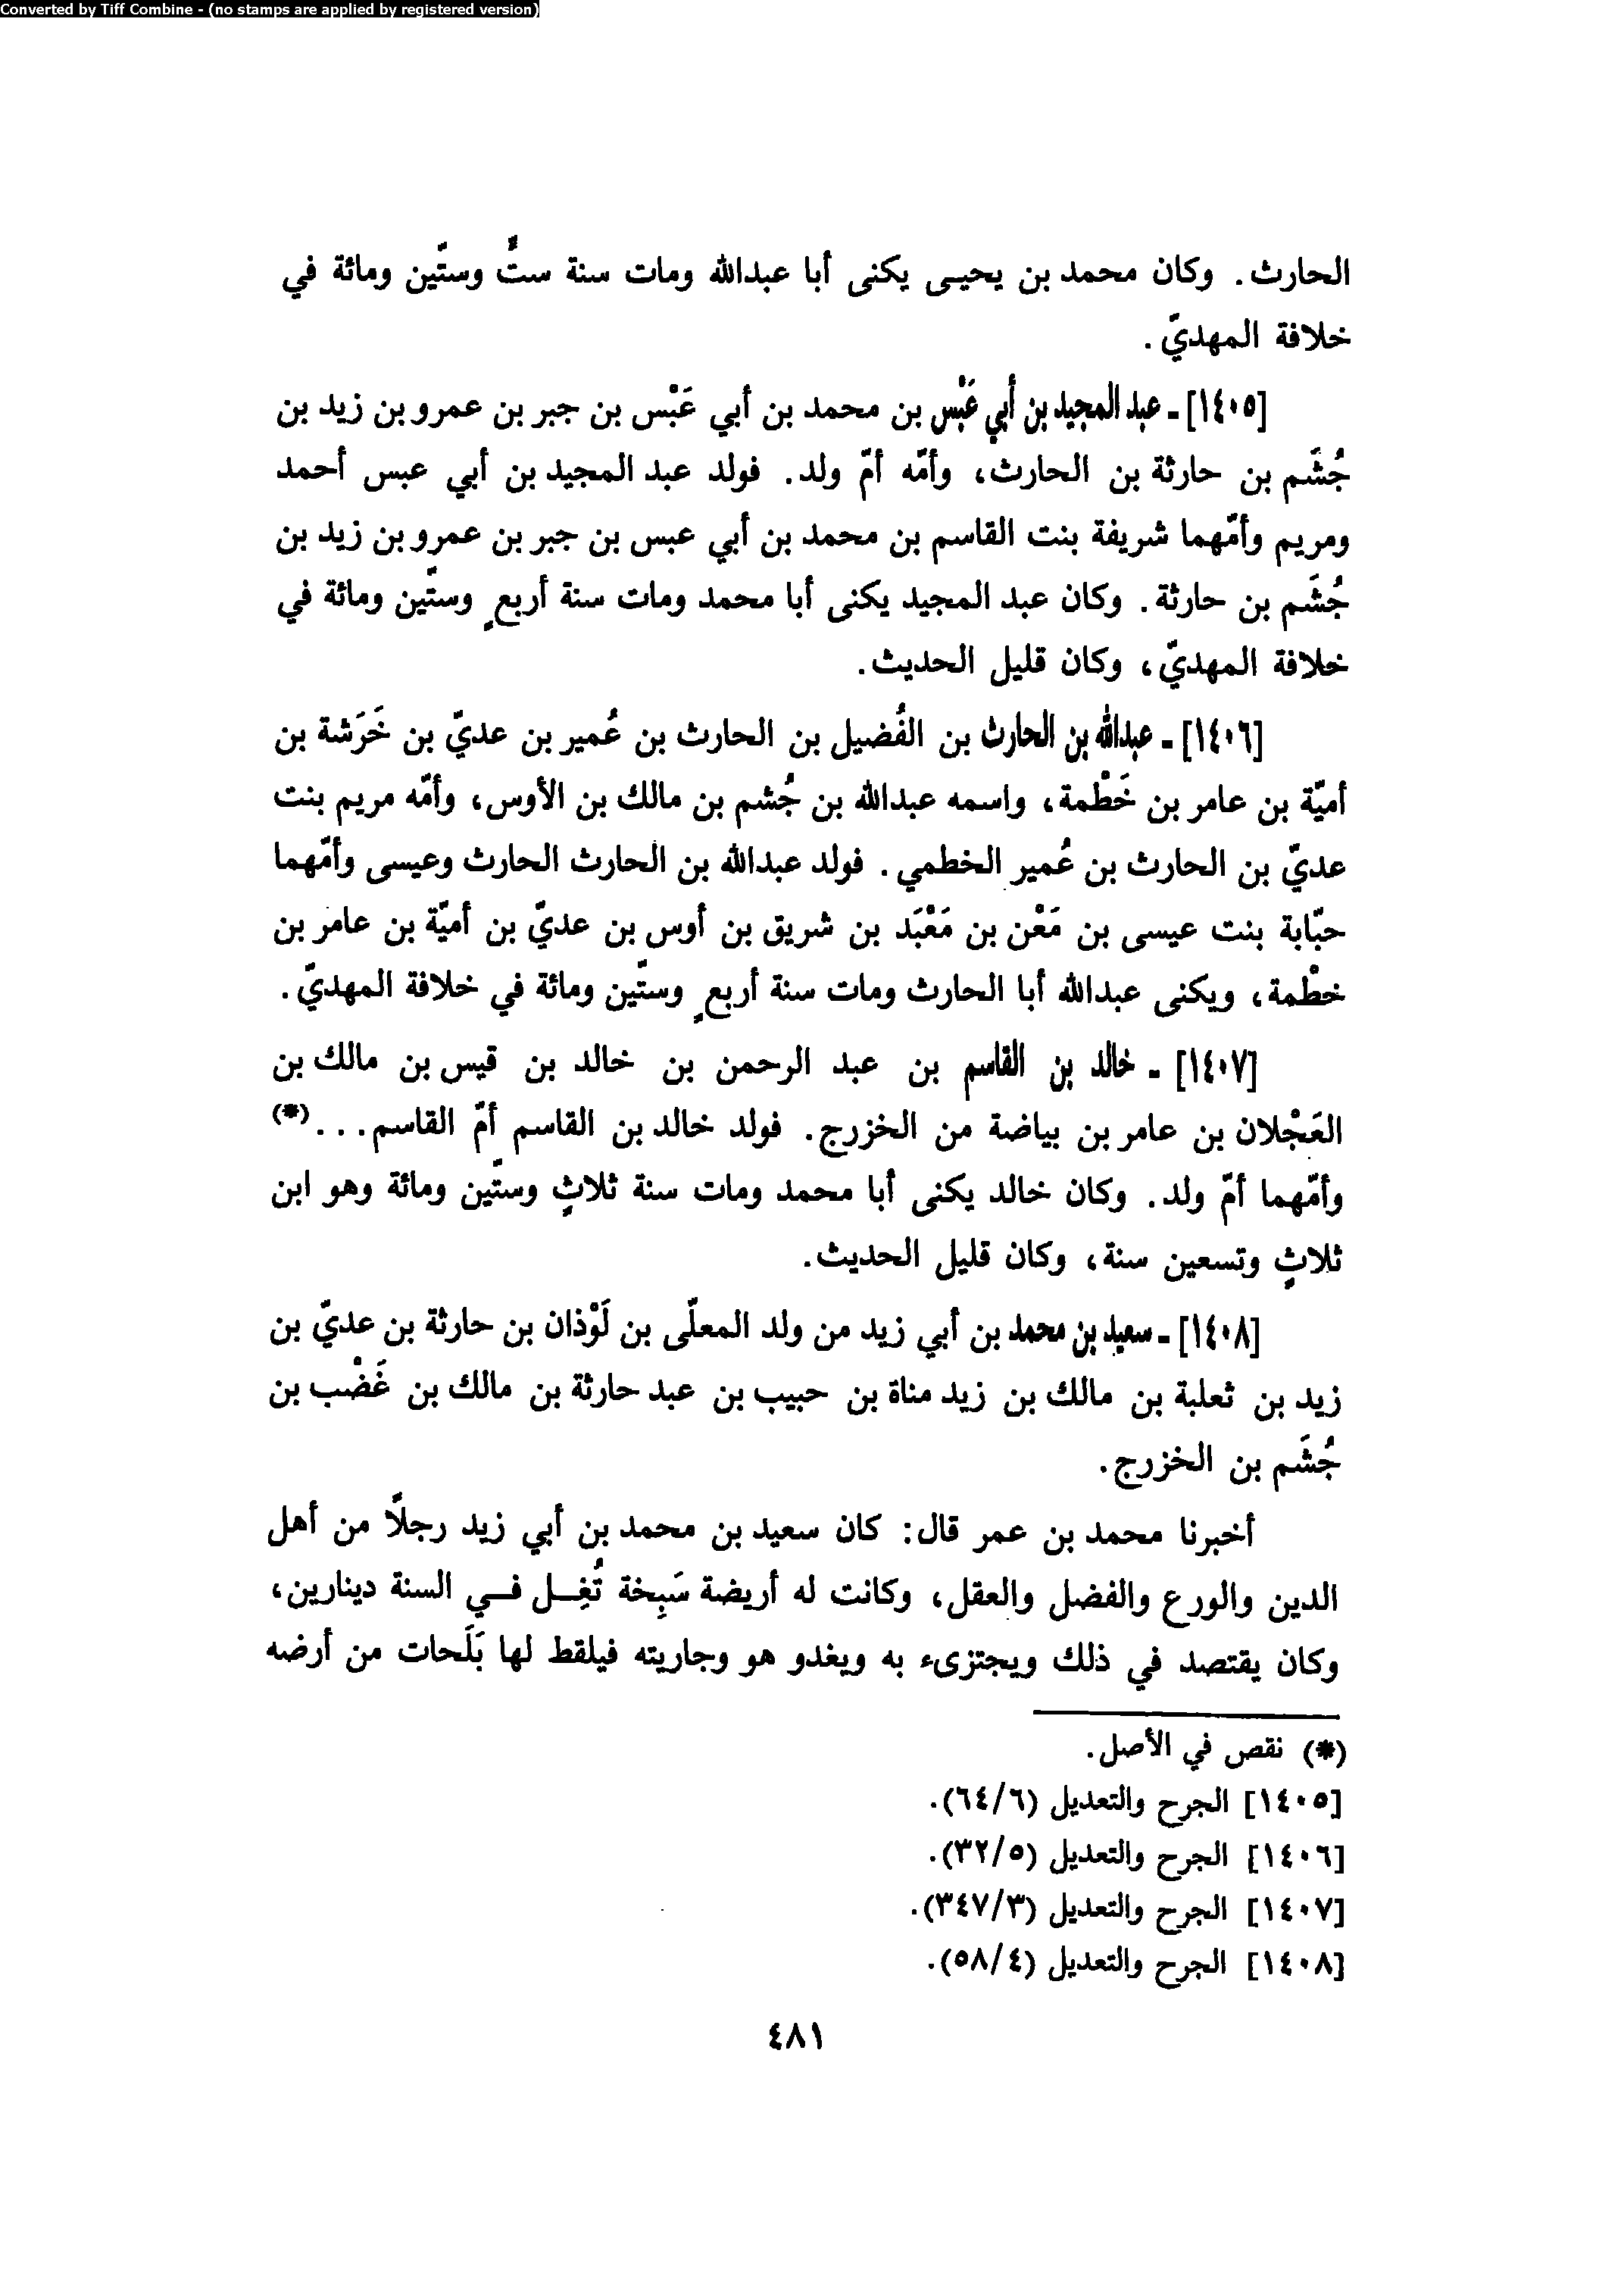 Converted by Tiff Combine - (no stamps are applied by registered version)
الحارث. وكان محمد بن يحيـى يكنى أبا عبدالله ومات سنة ستٌّ وستّين ومائة في
خلافة المهديّ.
[١٤٠٥] - عبد المجيد بن أبي عَبْس بن محمد بن أبي عَبْس بن جبر بن عمرو بن زيد بن
جُشَم بن حارثة بن الحارث، وأمّه أمّ ولد. فولد عبد المجيد بن أبي عبس أحمد
ومريم وأمّهما شريفة بنت القاسم بن محمد بن أبي عبس بن جبر بن عمرو بن زيد بن
جُشَم بن حارثة. وكان عبد المجيد يكنى أبا محمد ومات سنة أربعٍ وستّين ومائة في
خلافة المهديّ، وكان قليل الحديث.
[١٤٠٦] - عبدالله بن الحارث بن الفُضيل بن الحارث بن عُمير بن عديّ بن خَرَشة بن
أميّة بن عامر بن خَطْمة، واسمه عبدالله بن جُشم بن مالك بن الأوس، وأمّه مريم بنت
عديّ بن الحارث بن عُمير الخطمي. فولد عبدالله بن الحارث الحارث وعيسى وأمّهما
حبّابة بنت عيسى بن مَعْن بن مَعْبَد بن شريق بن أوس بن عديّ بن أميّة بن عامر بن
خطْمة، ويكنى عبدالله أبا الحارث ومات سنة أربعٍ وستّين ومائة في خلافة المهديّ.
[١٤٠٧] - خالد بن القاسم بن عبد الرحمن بن خالد بن قيس بن مالك بن
العَجْلان بن عامر بن بياضة من الخزرج. فولد خالد بن القاسم أمّ القاسم...(*)
وأمّهما أمّ ولد. وكان خالد يكنى أبا محمد ومات سنة ثلاثٍ وستّين ومائة وهو ابن
ثلاثٍ وتسعين سنة، وكان قليل الحديث.
[١٤٠٨] - سعيد بن محمد بن أبي زيد من ولد المعلّى بن لَوْذان بن حارثة بن عديّ بن
زيد بن ثعلبة بن مالك بن زيد مناة بن حبيب بن عبد حارثة بن مالك بن غَضْب بن
جُشَم بن الخزرج.
أخبرنا محمد بن عمر قال: كان سعيد بن محمد بن أبي زيد رجلاً من أهل
الدين والورع والفضل والعقل، وكانت له أريضة سَبِخة تُغِـل فـي السنة دينارين،
وكان يقتصد في ذلك ويجتزىء به ويغدو هو وجاريته فيلقط لها بَلَحات من أرضه
(*) نقص في الأصل.
[١٤٠٥] الجرح والتعديل (٦٤/٦).
[١٤٠٦] الجرح والتعديل (٣٢/٥).
[١٤٠٧] الجرح والتعديل (٣٤٧/٣).
[١٤٠٨] الجرح والتعديل (٥٨/٤).
٤٨١